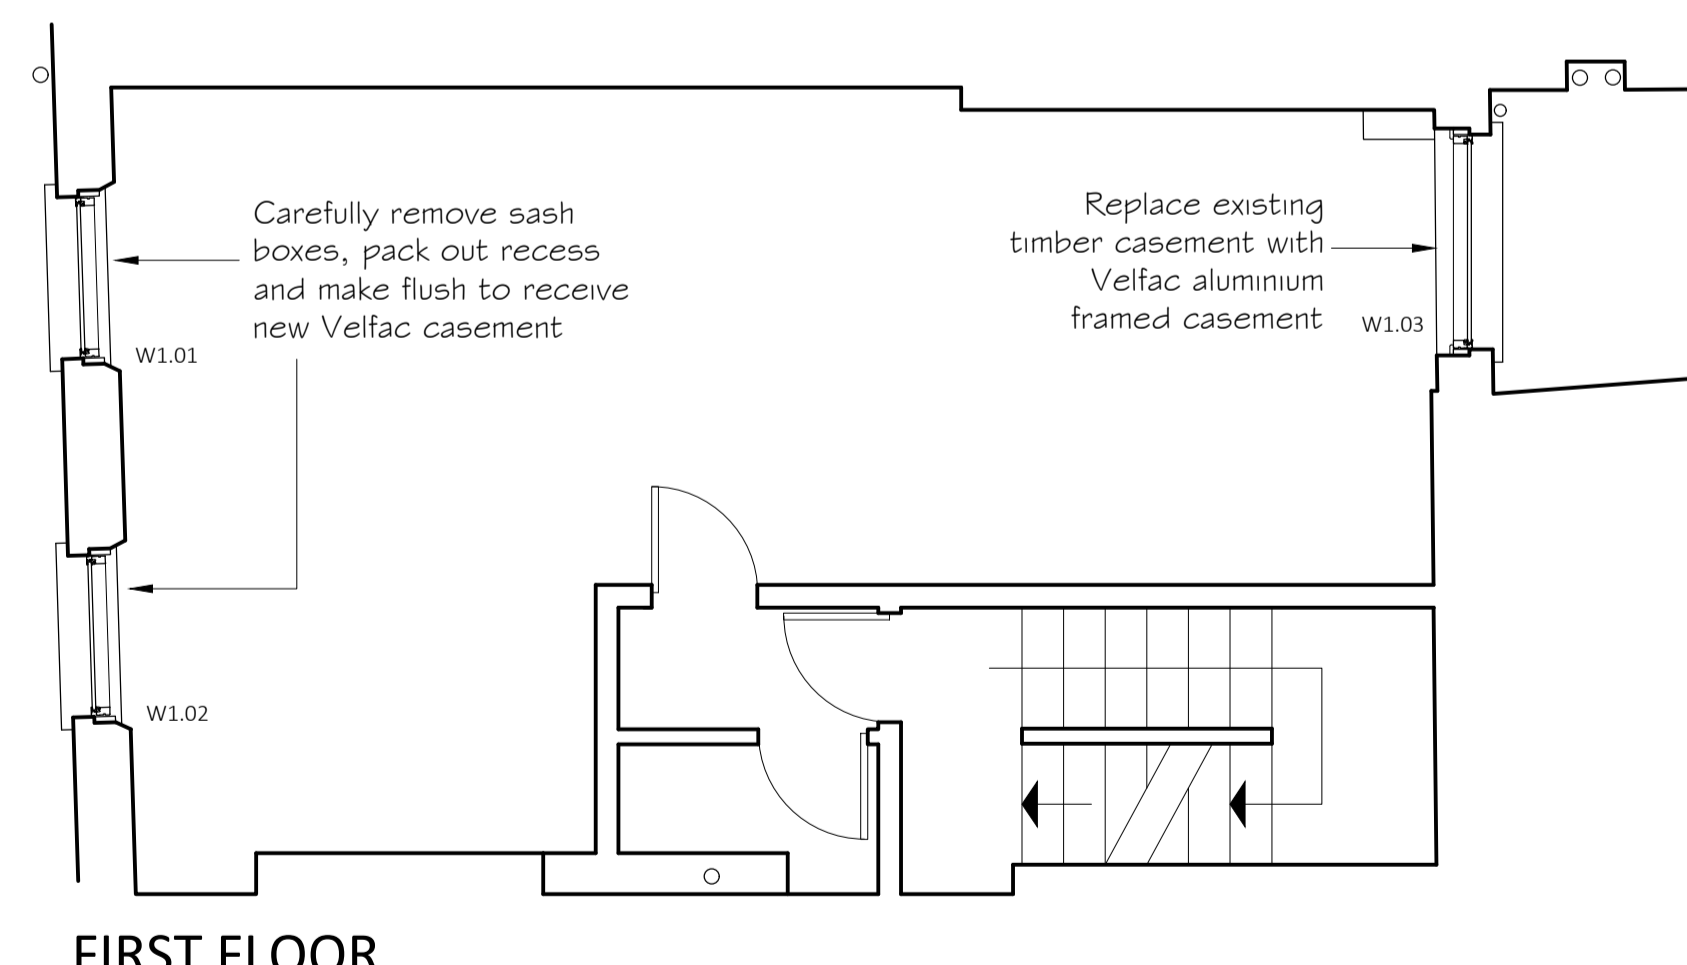 Carefully remove sash
boxes, pack out recess
and make flush to receive
new Velfac casement
W1.01
W1.02
Replace existing
timber casement with
Velfac aluminium
framed casement
W1.03
FIRST FLOOR